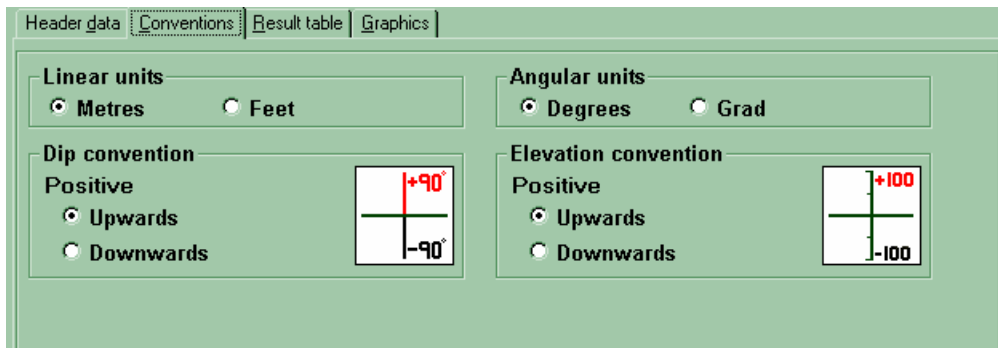 Header data Conventions Result table Graphics
Linear units
Metres Feet
Angular units
Degrees Grad
Dip convention
Positive
Upwards
Downwards
+90°
-90°
Elevation convention
Positive
Upwards
Downwards
+100
-100